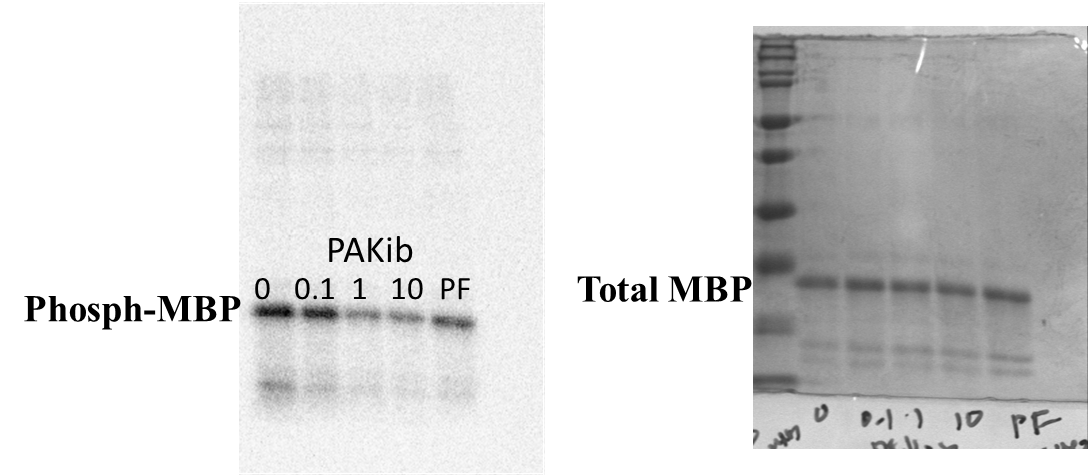 PAKib
0 0.1 1 10 PF
Phosph-MBP
Total MBP
0 0.1 1 10 PF